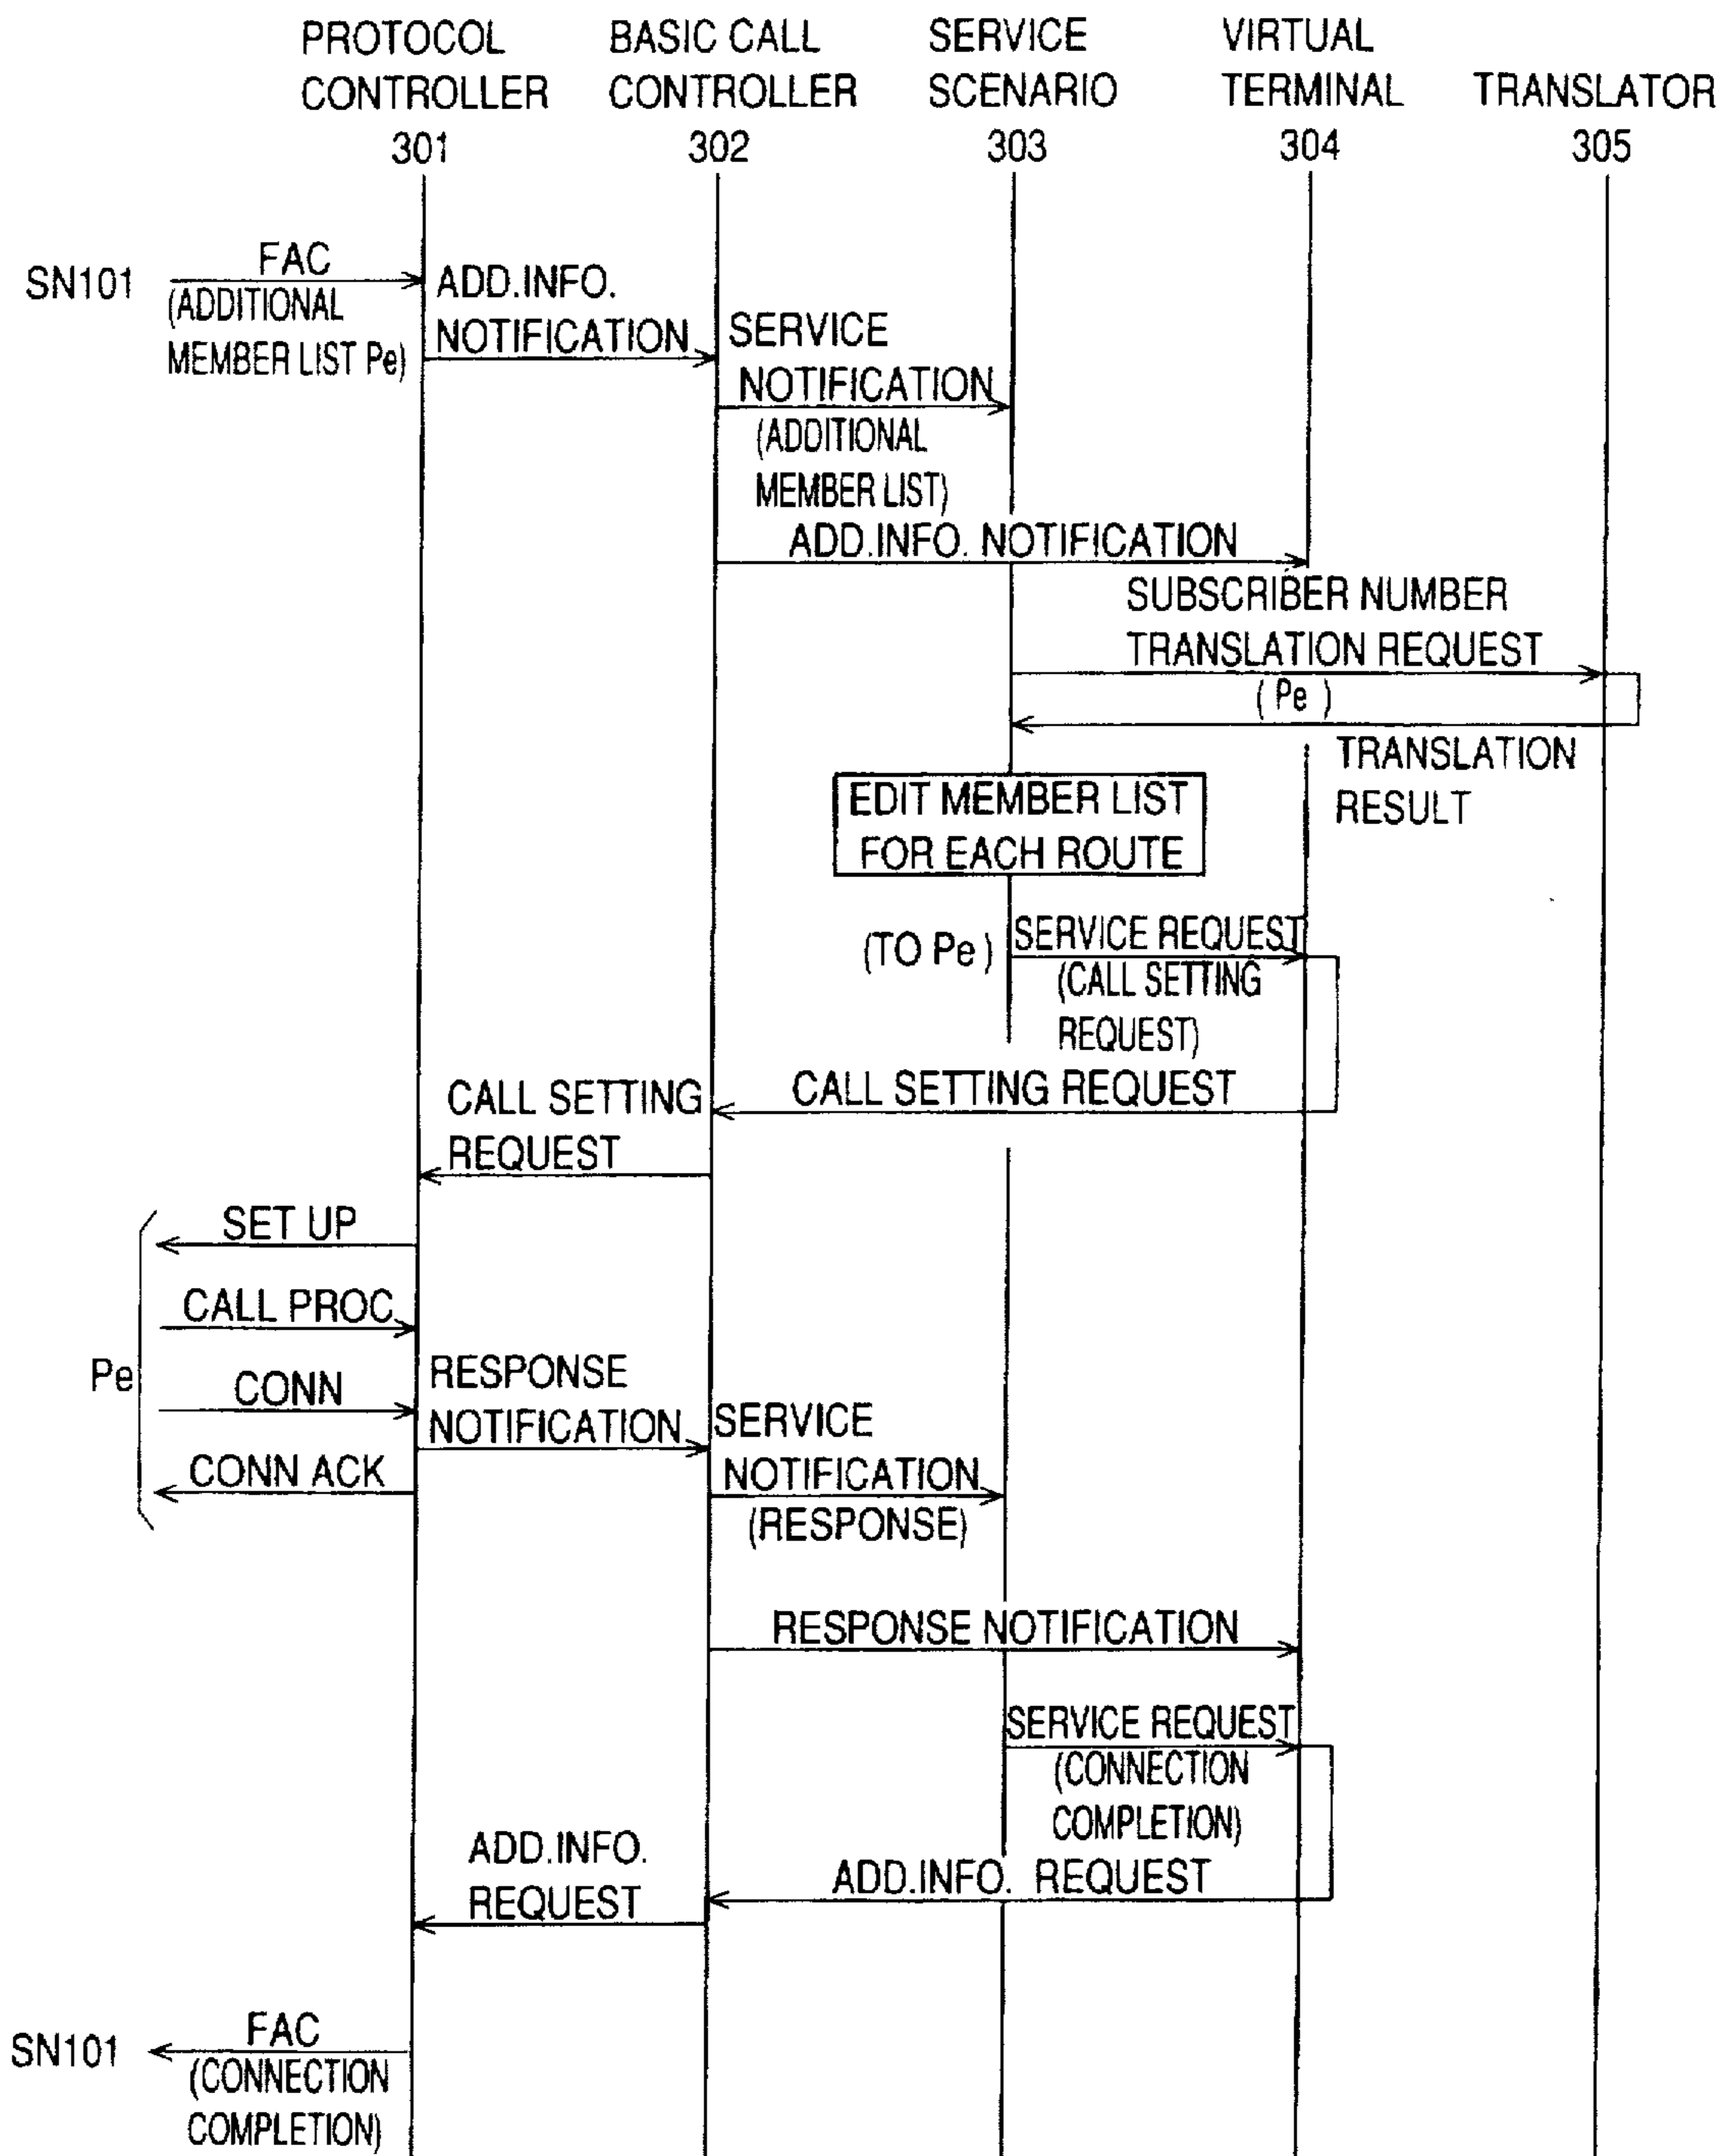 PROTOCOL CONTROLLER 301
BASIC CALL CONTROLLER 302
SERVICE SCENARIO 303
VIRTUAL TERMINAL 304
TRANSLATOR 305
SN101
FAC
(ADDITIONAL
MEMBER LIST Pe)
ADD.INFO.
NOTIFICATION
SERVICE
NOTIFICATION
(ADDITIONAL
MEMBER LIST)
ADD.INFO. NOTIFICATION
SUBSCRIBER NUMBER
TRANSLATION REQUEST
( Pe )
TRANSLATION
RESULT
EDIT MEMBER LIST
FOR EACH ROUTE
(TO Pe )
SERVICE REQUEST
(CALL SETTING
REQUEST)
CALL SETTING REQUEST
CALL SETTING
REQUEST
SET UP
CALL PROC
Pe
CONN
CONN ACK
RESPONSE
NOTIFICATION
SERVICE
NOTIFICATION
(RESPONSE)
RESPONSE NOTIFICATION
SERVICE REQUEST
(CONNECTION
COMPLETION)
ADD.INFO. REQUEST
ADD.INFO.
REQUEST
SN101
FAC
(CONNECTION
COMPLETION)